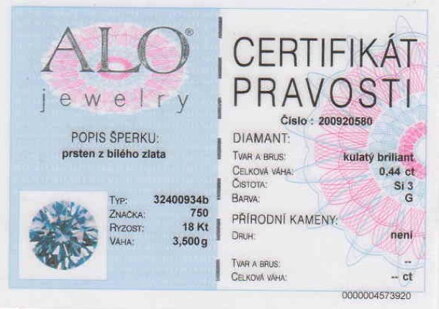 ALO®
jewelry
POPIS ŠPERKU:
prsten z bílého zlata
TYP: 32400934b
ZNAČKA: 750
RYZOST: 18 Kt
VÁHA: 3,500g
CERTIFIKÁT
PRAVOSTI
Číslo : 200920580
DIAMANT:
TVAR A BRUS: kulatý briliant
CELKOVÁ VÁHA: 0,44 ct
ČISTOTA: Si 3
BARVA: G
PŘÍRODNÍ KAMENY:
DRUH: není
TVAR A BRUS: --
CELKOVÁ VÁHA: -- ct
0000004573920